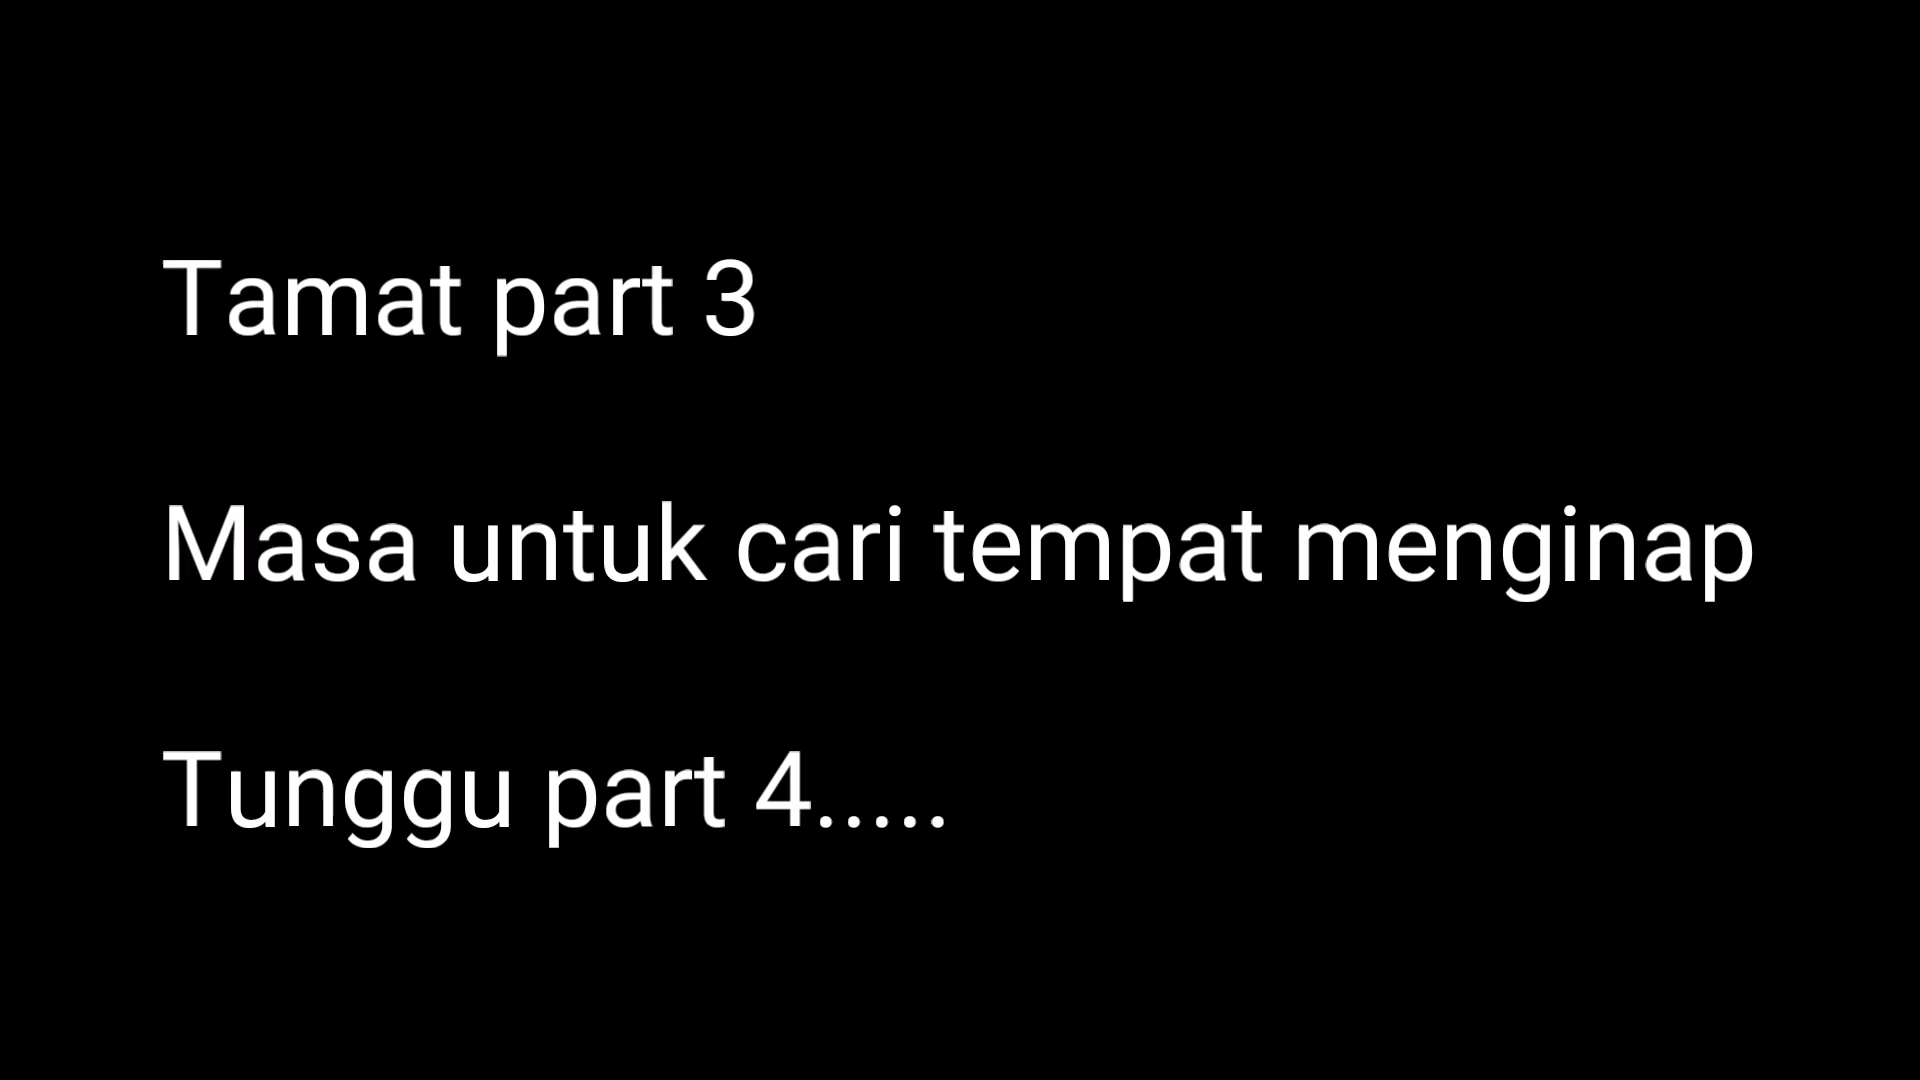 Tamat part 3
Masa untuk cari tempat menginap
Tunggu part 4.....